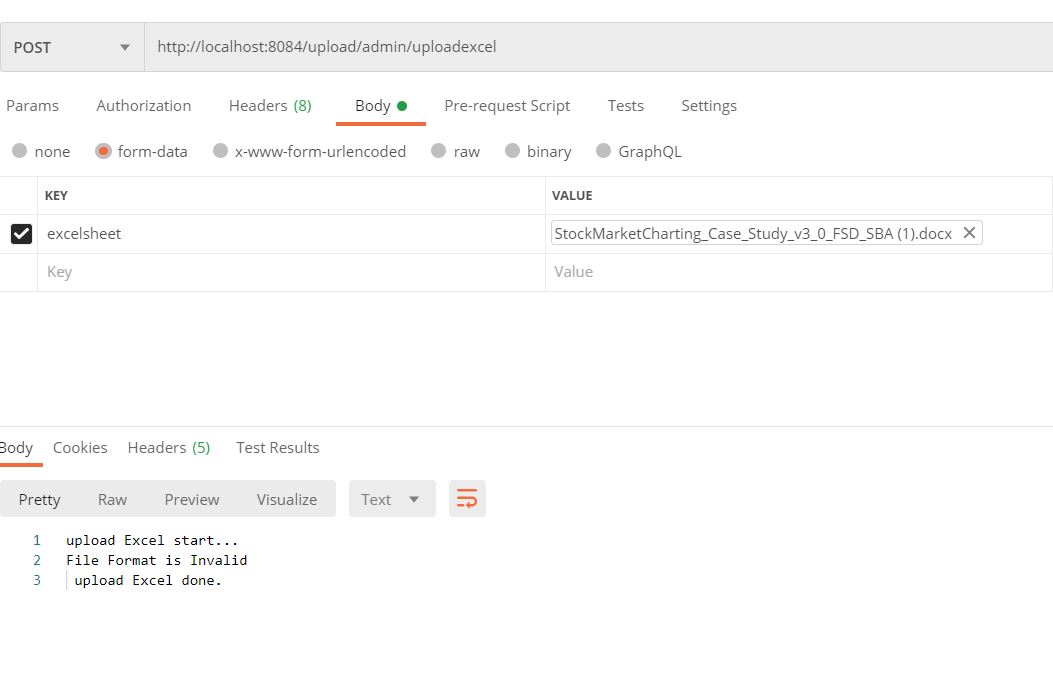 POST http://localhost:8084/upload/admin/uploadexcel
Params Authorization Headers (8) Body Pre-request Script Tests Settings
none form-data x-www-form-urlencoded raw binary GraphQL
KEY VALUE
excelsheet StockMarketCharting_Case_Study_v3_0_FSD_SBA (1).docx
Key Value
Body Cookies Headers (5) Test Results
Pretty Raw Preview Visualize Text
1 upload Excel start...
2 File Format is Invalid
3 upload Excel done.